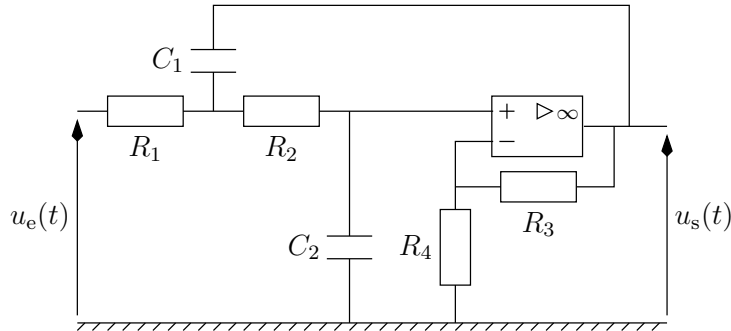 C₁
+ ▷ ∞
−
R₁
R₂
R₃
uₑ(t)
C₂
R₄
uₛ(t)